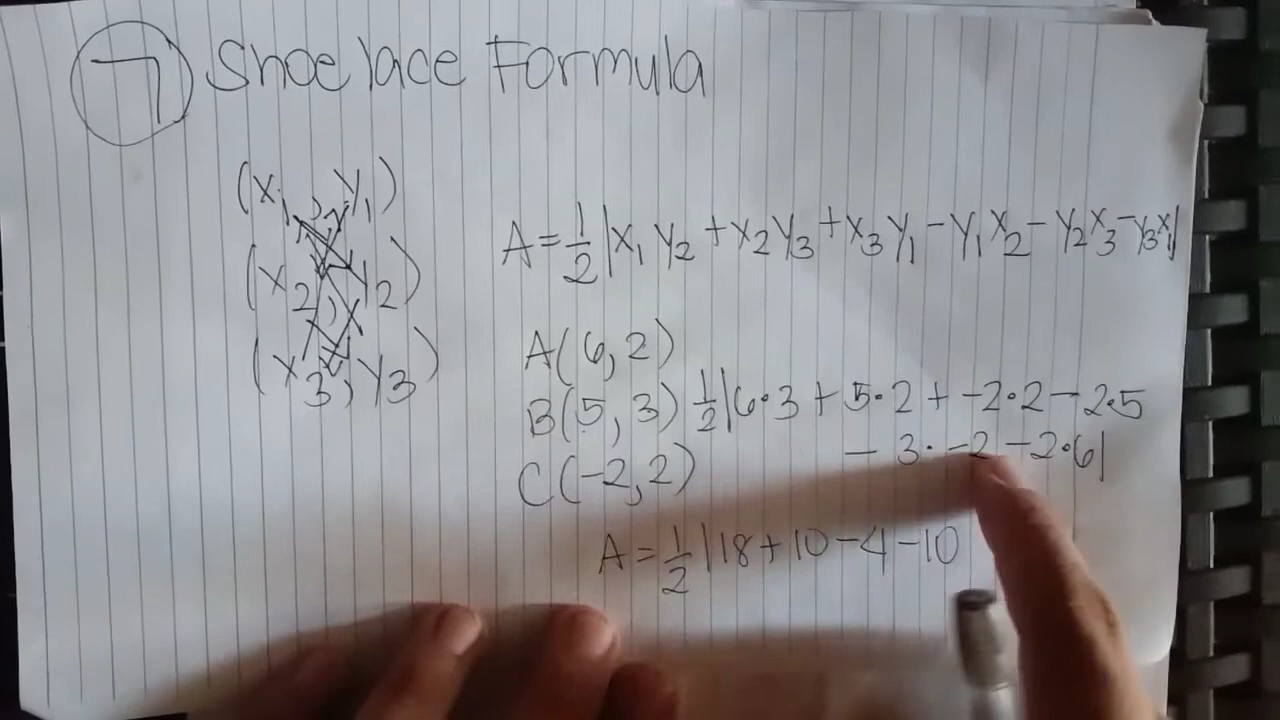 7 Shoelace Formula
(x₁, y₁)
(x₂, y₂)
(x₃, y₃)
A = 1/2 |x₁ y₂ + x₂ y₃ + x₃ y₁ - y₁ x₂ - y₂ x₃ - y₃ x₁|
A(6, 2)
B(5, 3) 1/2 |6·3 + 5·2 + -2·2 - 2·5
C(-2, 2) - 3·-2 - 2·6|
A = 1/2 |18 + 10 - 4 - 10